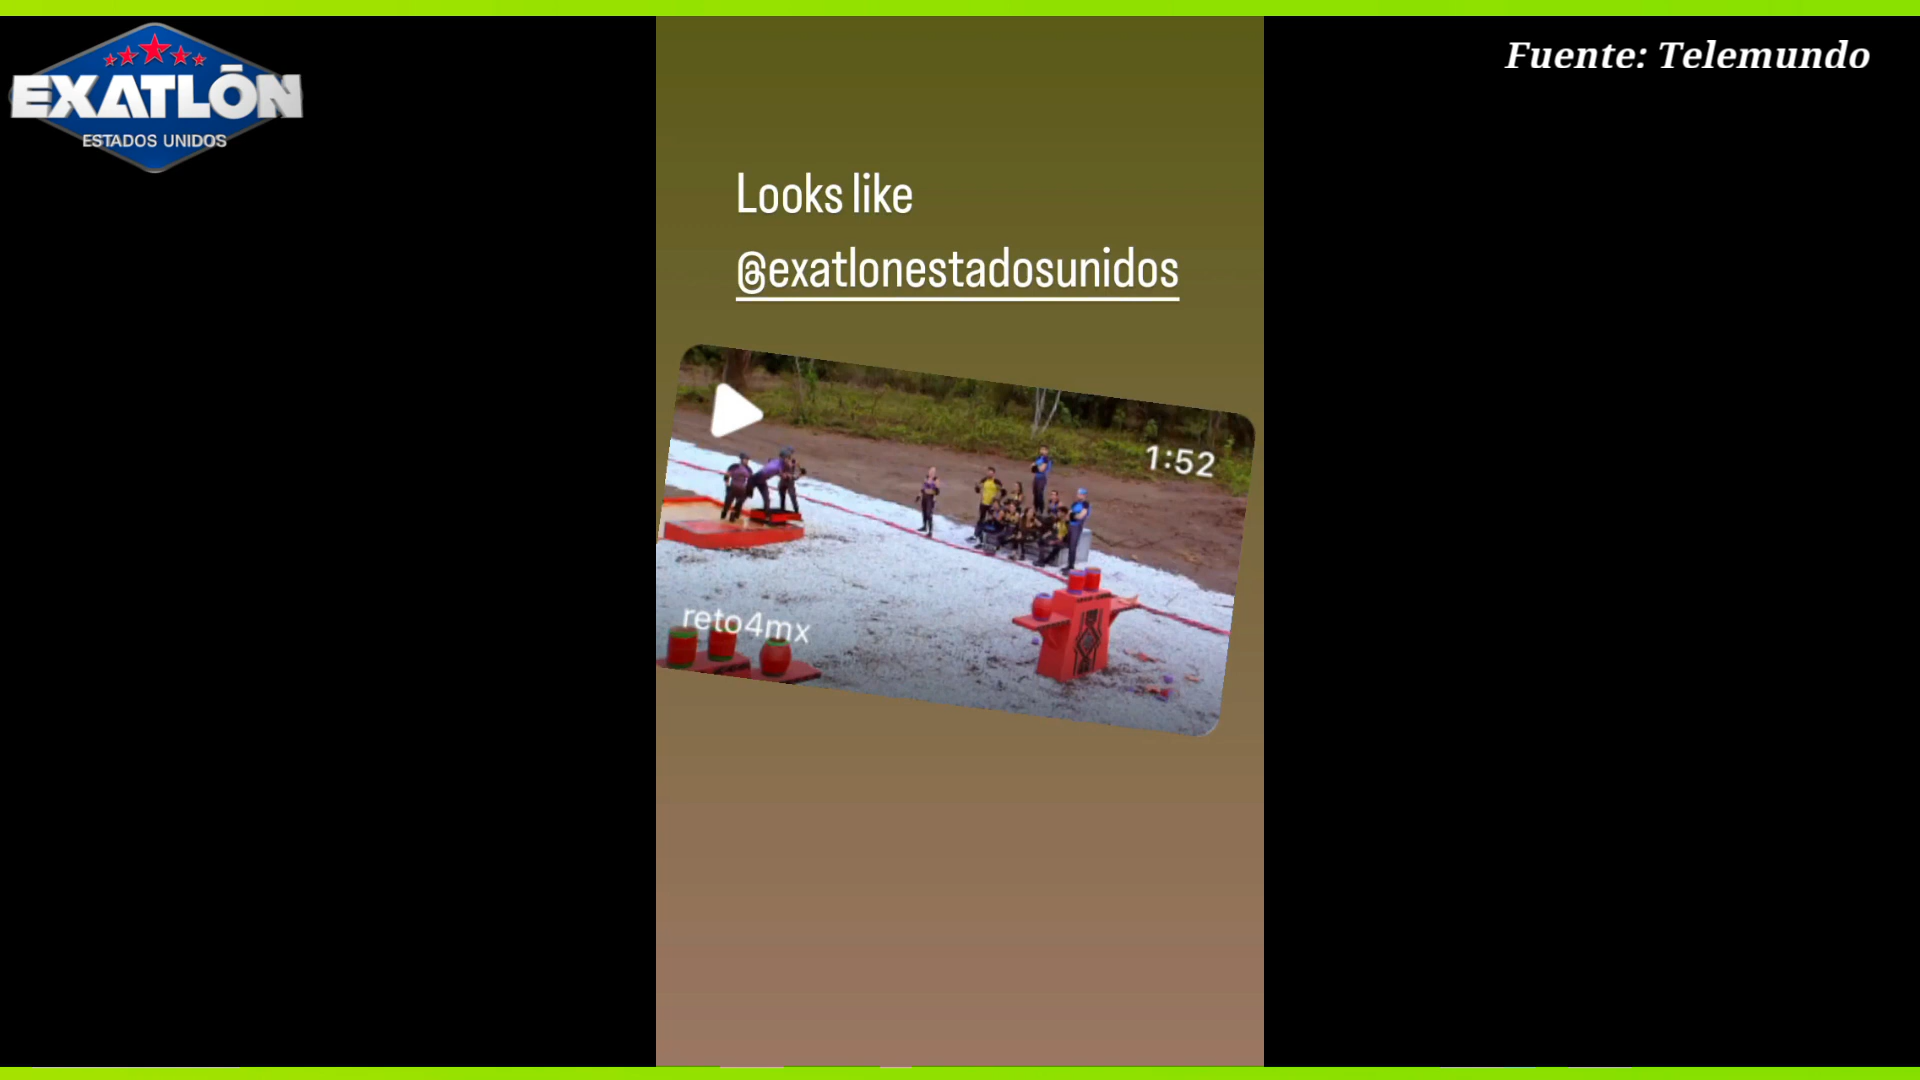 EXATLÓN
ESTADOS UNIDOS
Fuente: Telemundo
Looks like
@exatlonestadosunidos
1:52
reto4mx